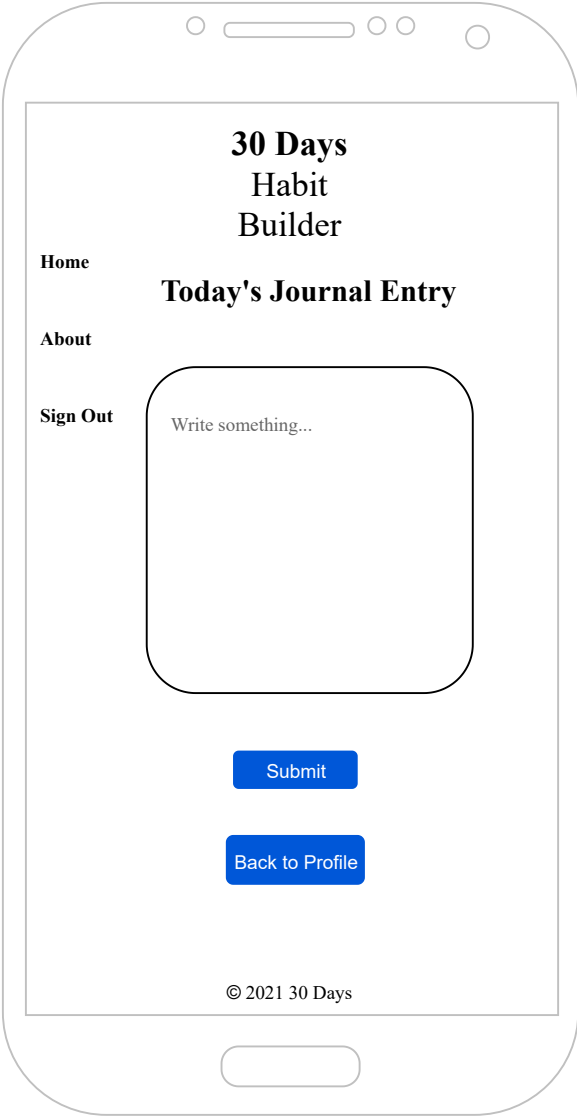 30 Days
Habit
Builder
Home
Today's Journal Entry
About
Sign Out
Write something...
Submit
Back to Profile
© 2021 30 Days